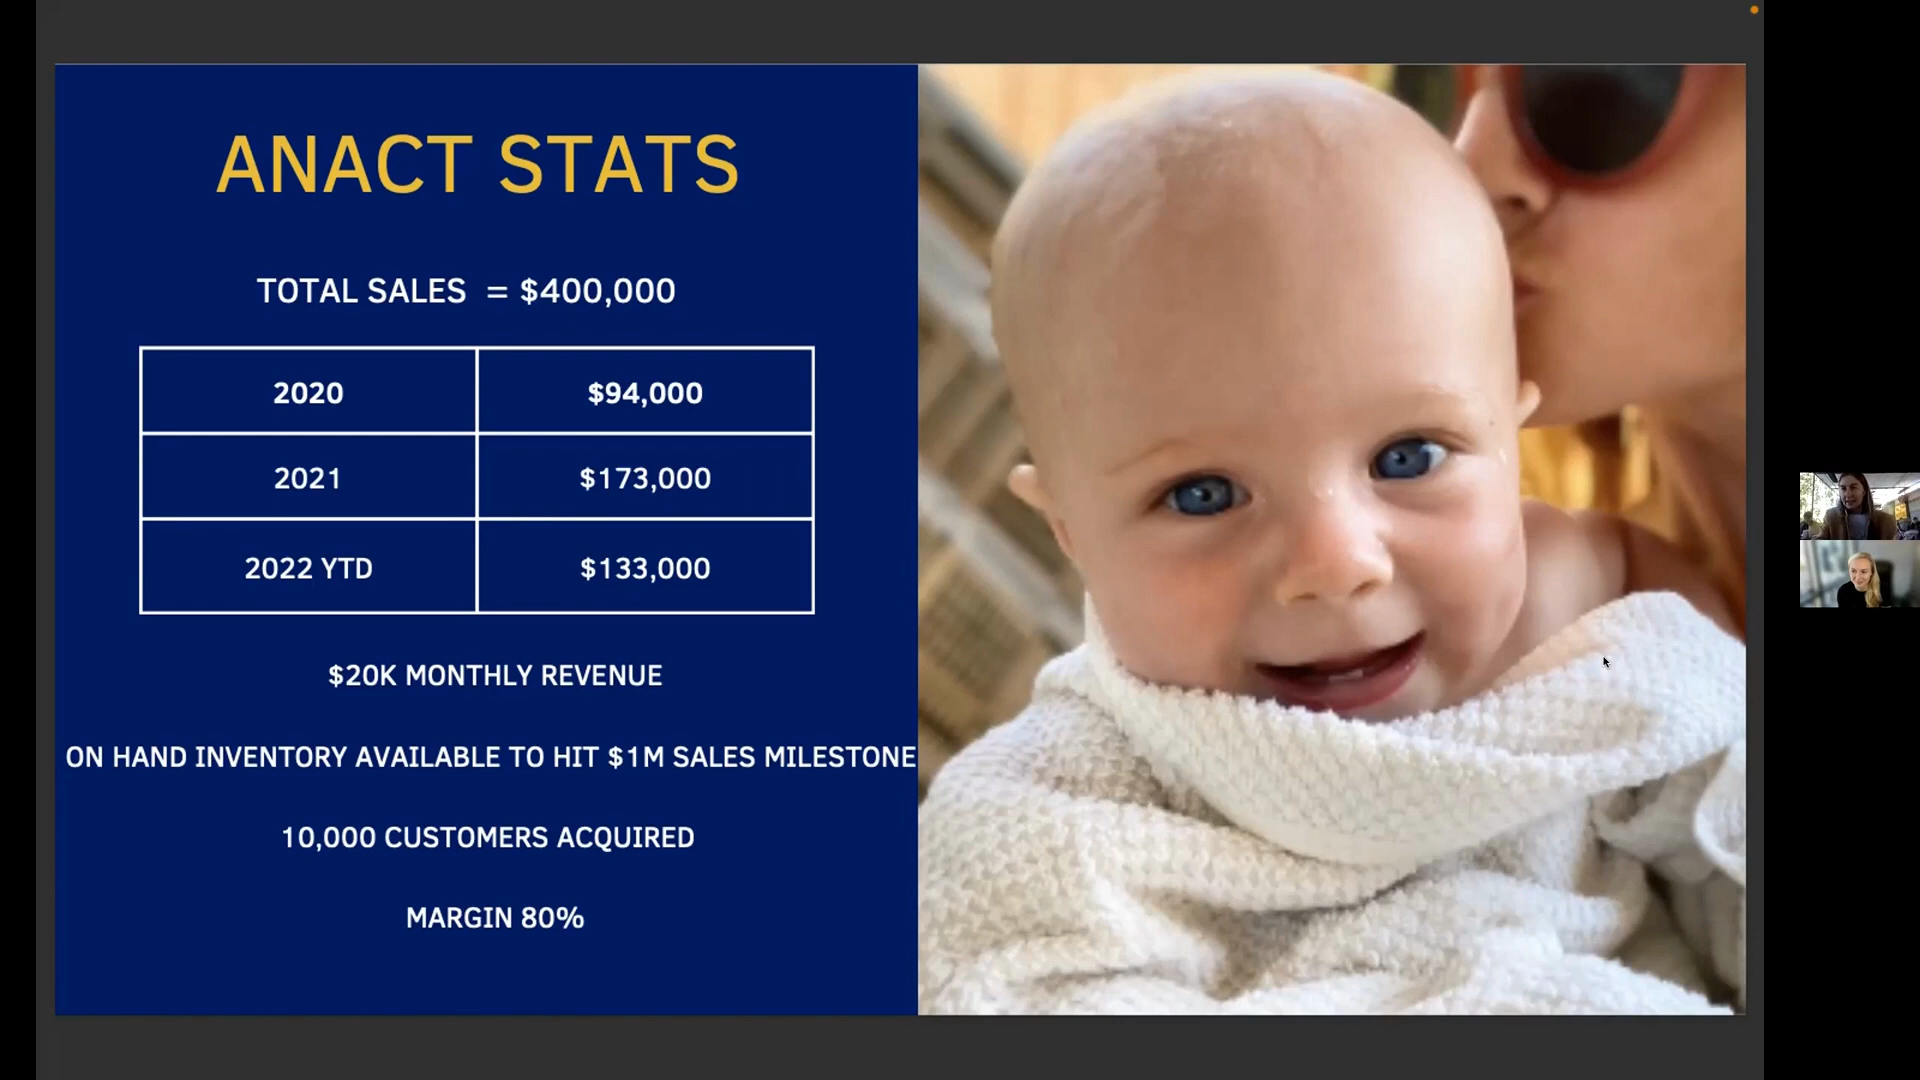 ANACT STATS
TOTAL SALES = $400,000
2020 $94,000
2021 $173,000
2022 YTD $133,000
$20K MONTHLY REVENUE
ON HAND INVENTORY AVAILABLE TO HIT $1M SALES MILESTONE
10,000 CUSTOMERS ACQUIRED
MARGIN 80%